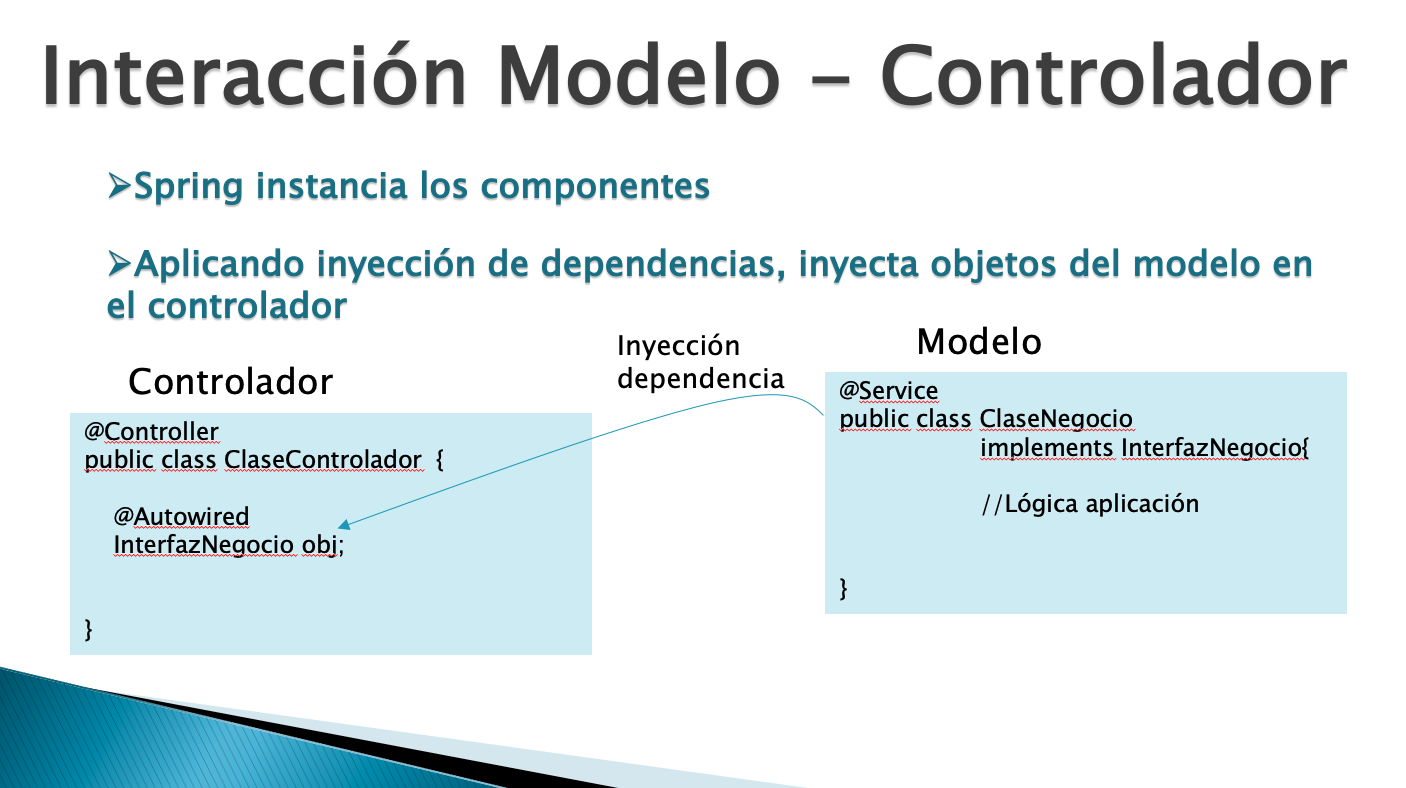 Interacción Modelo - Controlador
➢Spring instancia los componentes
➢Aplicando inyección de dependencias, inyecta objetos del modelo en
el controlador
Controlador
@Controller
public class ClaseControlador {
@Autowired
InterfazNegocio obj;
}
Inyección
dependencia
Modelo
@Service
public class ClaseNegocio
implements InterfazNegocio{
//Lógica aplicación
}